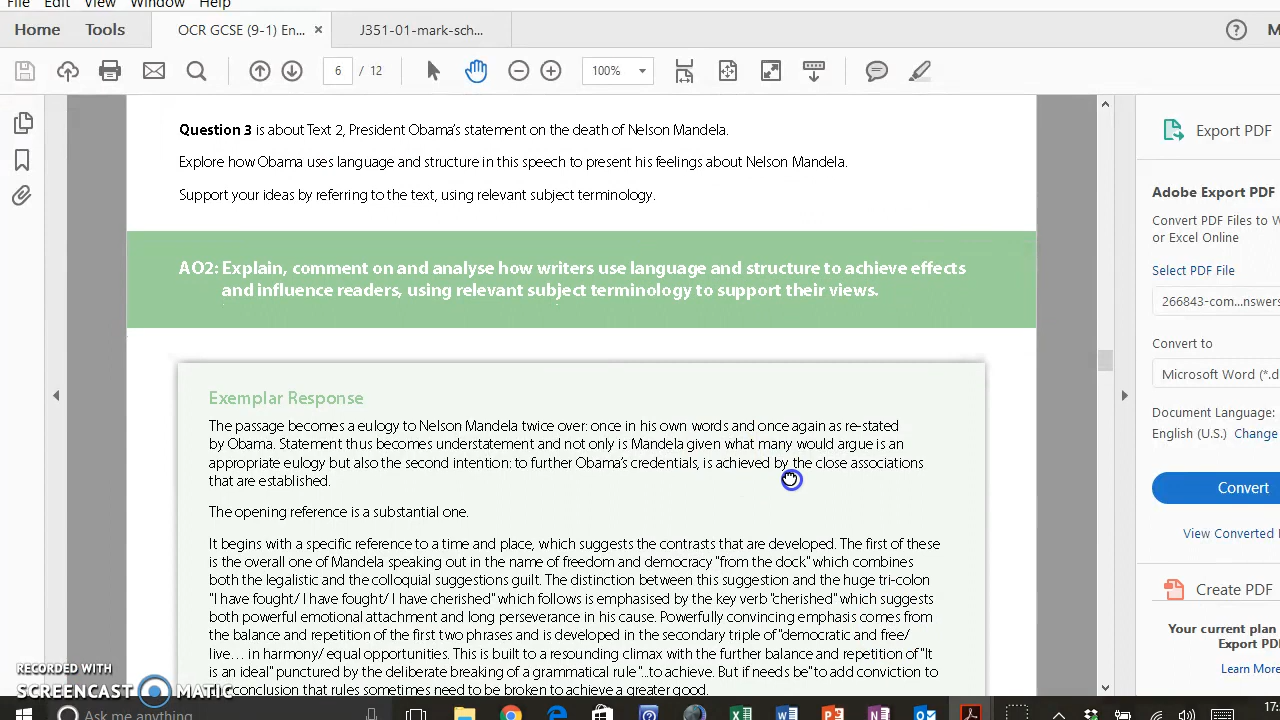 File Edit View Window Help
Home Tools OCR GCSE (9-1) En... × J351-01-mark-sch... ? M
6 / 12 100%
Question 3 is about Text 2, President Obama's statement on the death of Nelson Mandela.
Explore how Obama uses language and structure in this speech to present his feelings about Nelson Mandela.
Support your ideas by referring to the text, using relevant subject terminology.
AO2: Explain, comment on and analyse how writers use language and structure to achieve effects
and influence readers, using relevant subject terminology to support their views.
Exemplar Response
The passage becomes a eulogy to Nelson Mandela twice over: once in his own words and once again as re-stated
by Obama. Statement thus becomes understatement and not only is Mandela given what many would argue is an
appropriate eulogy but also the second intention: to further Obama's credentials, is achieved by the close associations
that are established.
The opening reference is a substantial one.
It begins with a specific reference to a time and place, which suggests the contrasts that are developed. The first of these
is the overall one of Mandela speaking out in the name of freedom and democracy "from the dock" which combines
both the legalistic and the colloquial suggestions guilt. The distinction between this suggestion and the huge tri-colon
"I have fought/ I have fought/ I have cherished" which follows is emphasised by the key verb "cherished" which suggests
both powerful emotional attachment and long perseverance in his cause. Powerfully convincing emphasis comes from
the balance and repetition of the first two phrases and is developed in the secondary triple of "democratic and free/
live... in harmony/ equal opportunities. This is built to a resounding climax with the further balance and repetition of "It
is an ideal" punctured by the deliberate breaking of a grammatical rule"...to achieve. But if needs be" to add conviction to
conclusion that rules sometimes need to be broken to achieve a greater good.
Export PDF
Adobe Export PDF
Convert PDF Files to W
or Excel Online
Select PDF File
266843-com...nswers
Convert to
Microsoft Word (*.d
Document Language:
English (U.S.) Change
Convert
View Converted
Create PDF
Your current plan
Export PD
Learn More
RECORDED WITH
SCREENCAST MATIC
Ask me anything
17: